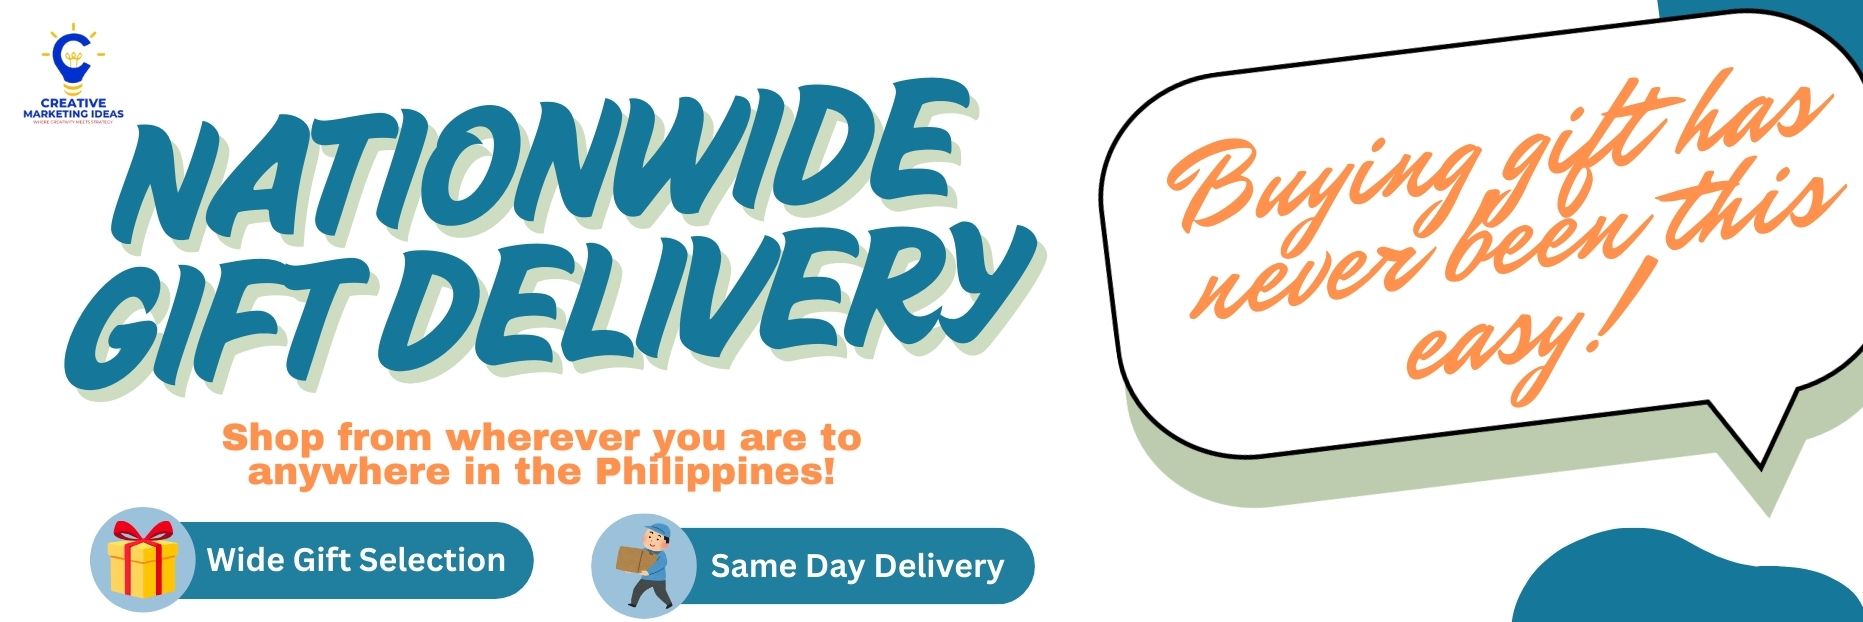 CREATIVE
MARKETING IDEAS
WHERE CREATIVITY MEETS STRATEGY
NATIONWIDE
GIFT DELIVERY
Shop from wherever you are to
anywhere in the Philippines!
Wide Gift Selection
Same Day Delivery
Buying gift has
never been this
easy!